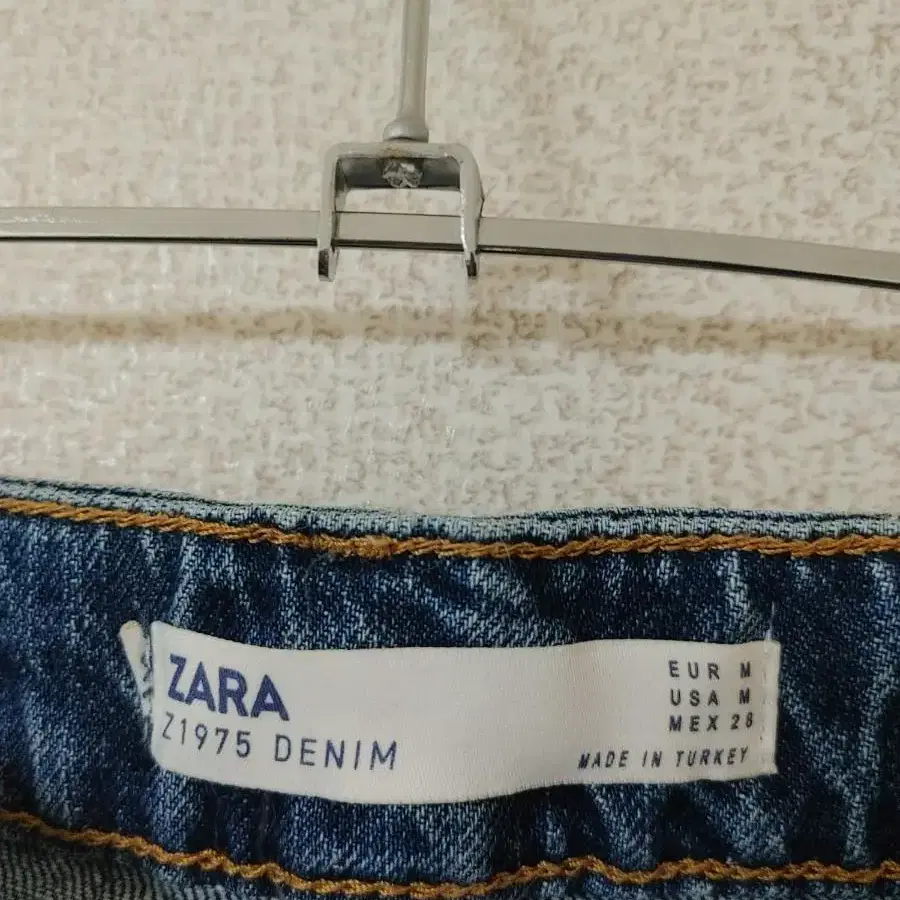 ZARA
Z1975 DENIM
EUR M
USA M
MEX 28
MADE IN TURKEY